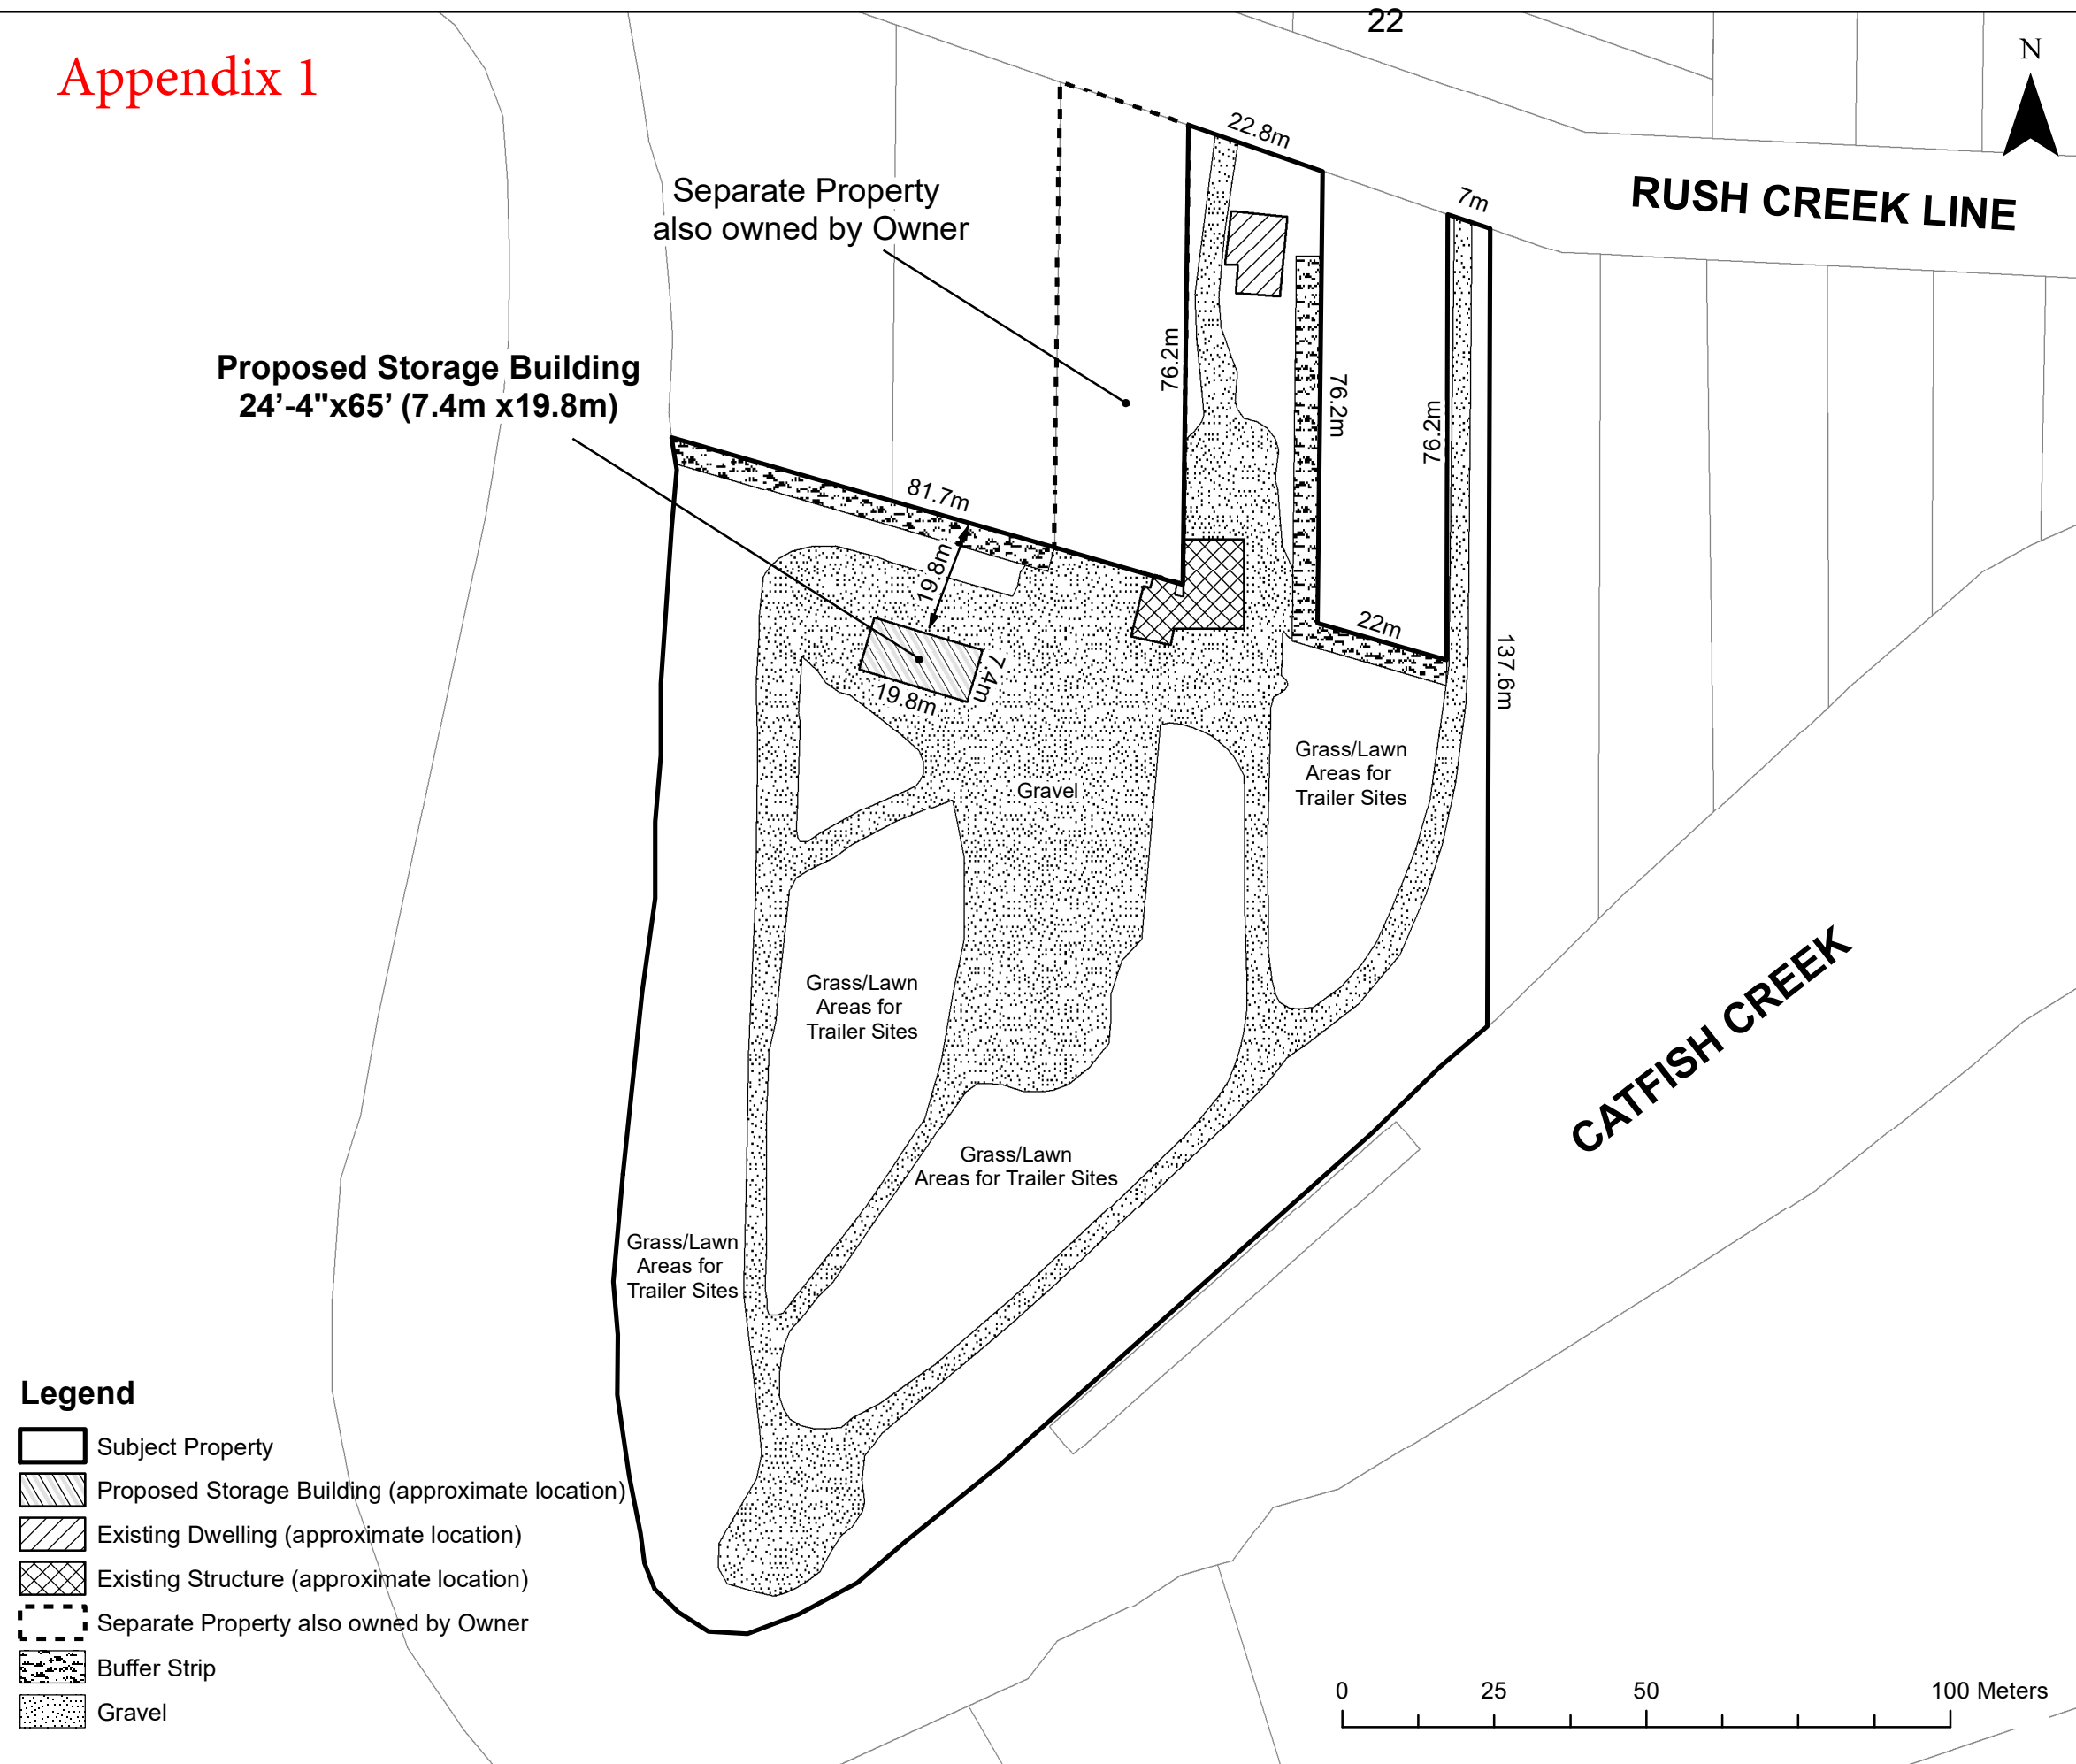 22
Appendix 1
N
22.8m
RUSH CREEK LINE
7m
Separate Property
also owned by Owner
76.2m
76.2m
76.2m
Proposed Storage Building
24’-4"x65’ (7.4m x19.8m)
81.7m
19.8m
22m
137.6m
7.4m
19.8m
Grass/Lawn
Areas for
Trailer Sites
Gravel
Grass/Lawn
Areas for
Trailer Sites
CATFISH CREEK
Grass/Lawn
Areas for Trailer Sites
Grass/Lawn
Areas for
Trailer Sites
Legend
Subject Property
Proposed Storage Building (approximate location)
Existing Dwelling (approximate location)
Existing Structure (approximate location)
Separate Property also owned by Owner
Buffer Strip
Gravel
0 25 50 100 Meters